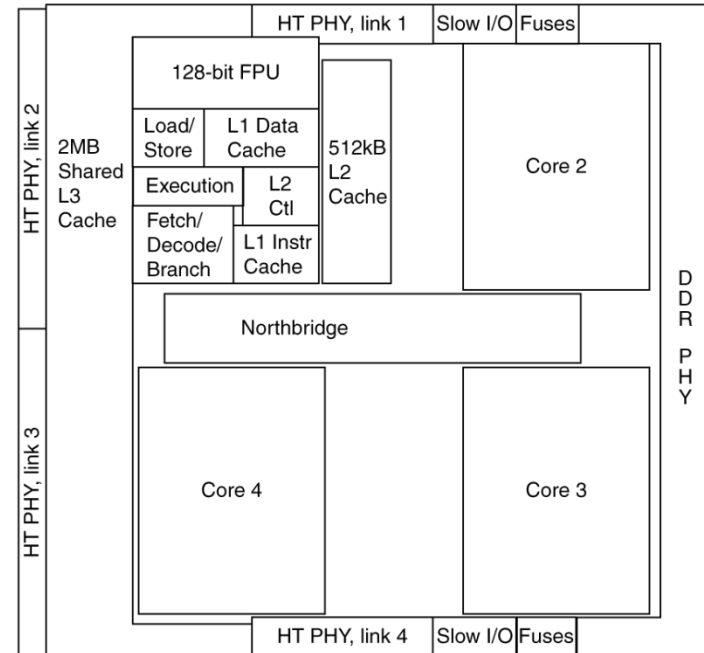 HT PHY, link 1
Slow I/O
Fuses
HT PHY, link 2
2MB
Shared
L3
Cache
128-bit FPU
Load/
Store
L1 Data
Cache
Execution
L2
Ctl
Fetch/
Decode/
Branch
L1 Instr
Cache
512kB
L2
Cache
Core 2
Northbridge
DDR PHY
HT PHY, link 3
Core 4
Core 3
HT PHY, link 4
Slow I/O
Fuses